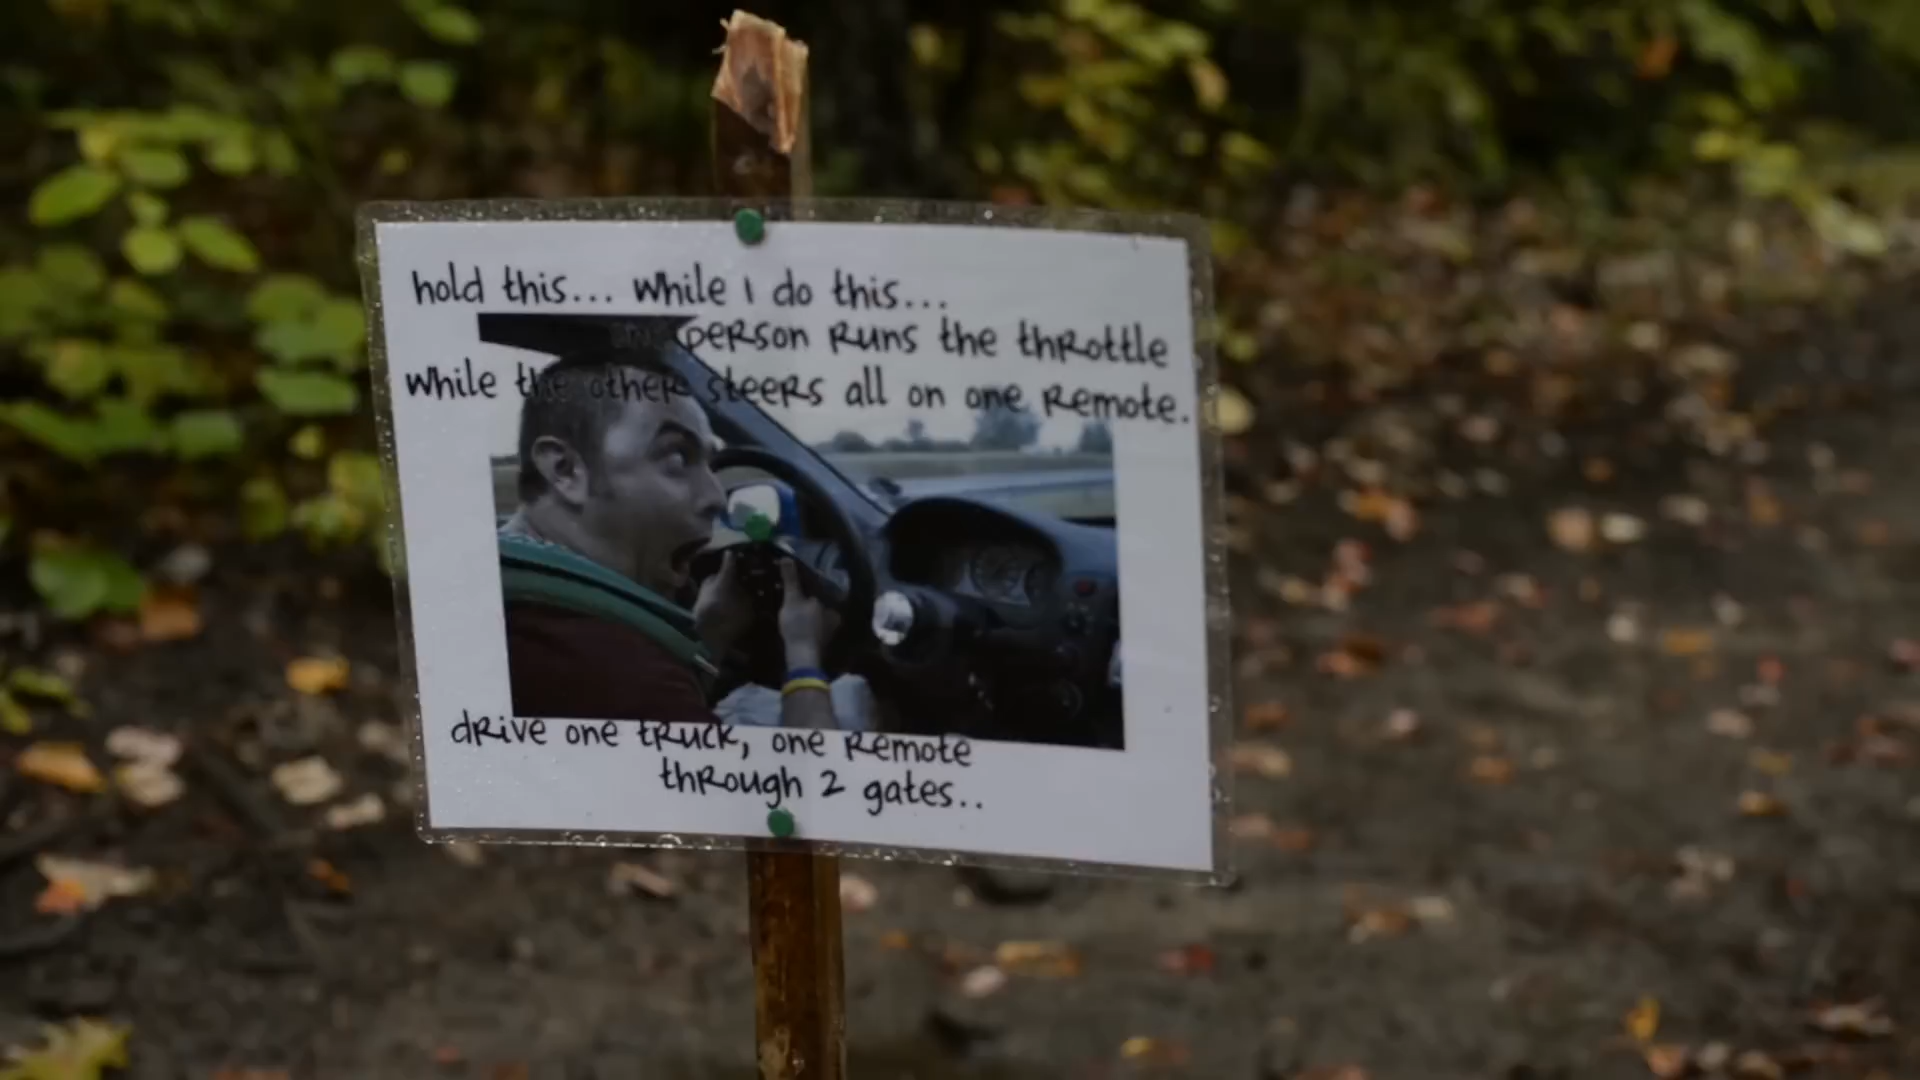 hold this... while I do this...
one person runs the throttle
while the other steers all on one remote.
drive one truck, one remote
through 2 gates..